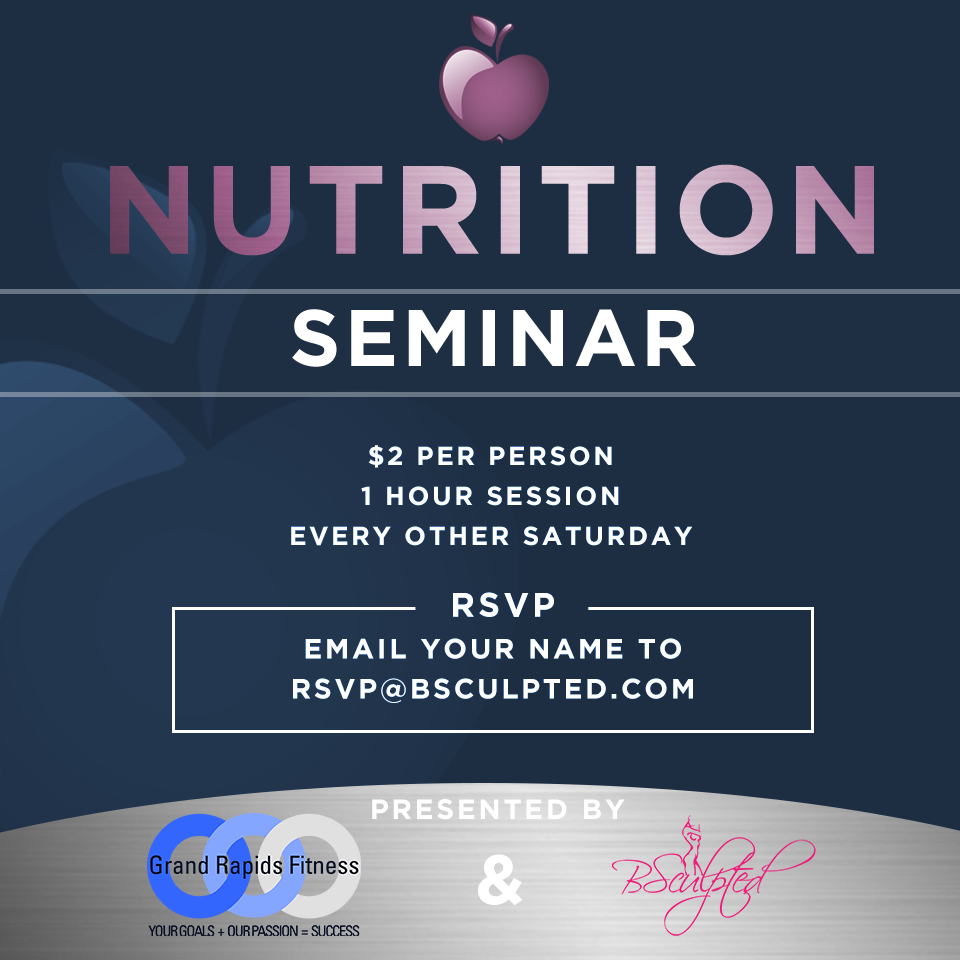 NUTRITION
SEMINAR
$2 PER PERSON
1 HOUR SESSION
EVERY OTHER SATURDAY
RSVP
EMAIL YOUR NAME TO
RSVP@BSCULPTED.COM
PRESENTED BY
Grand Rapids Fitness
YOUR GOALS + OUR PASSION = SUCCESS
&
BSculpted